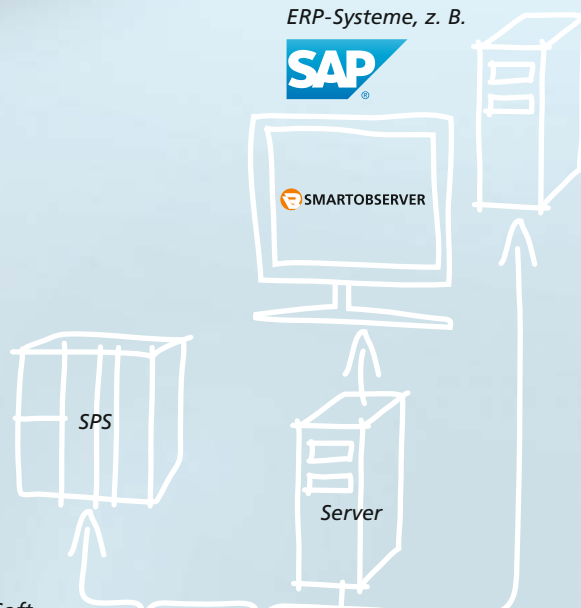 ERP-Systeme, z. B.
SAP
®
SMARTOBSERVER
SPS
Server